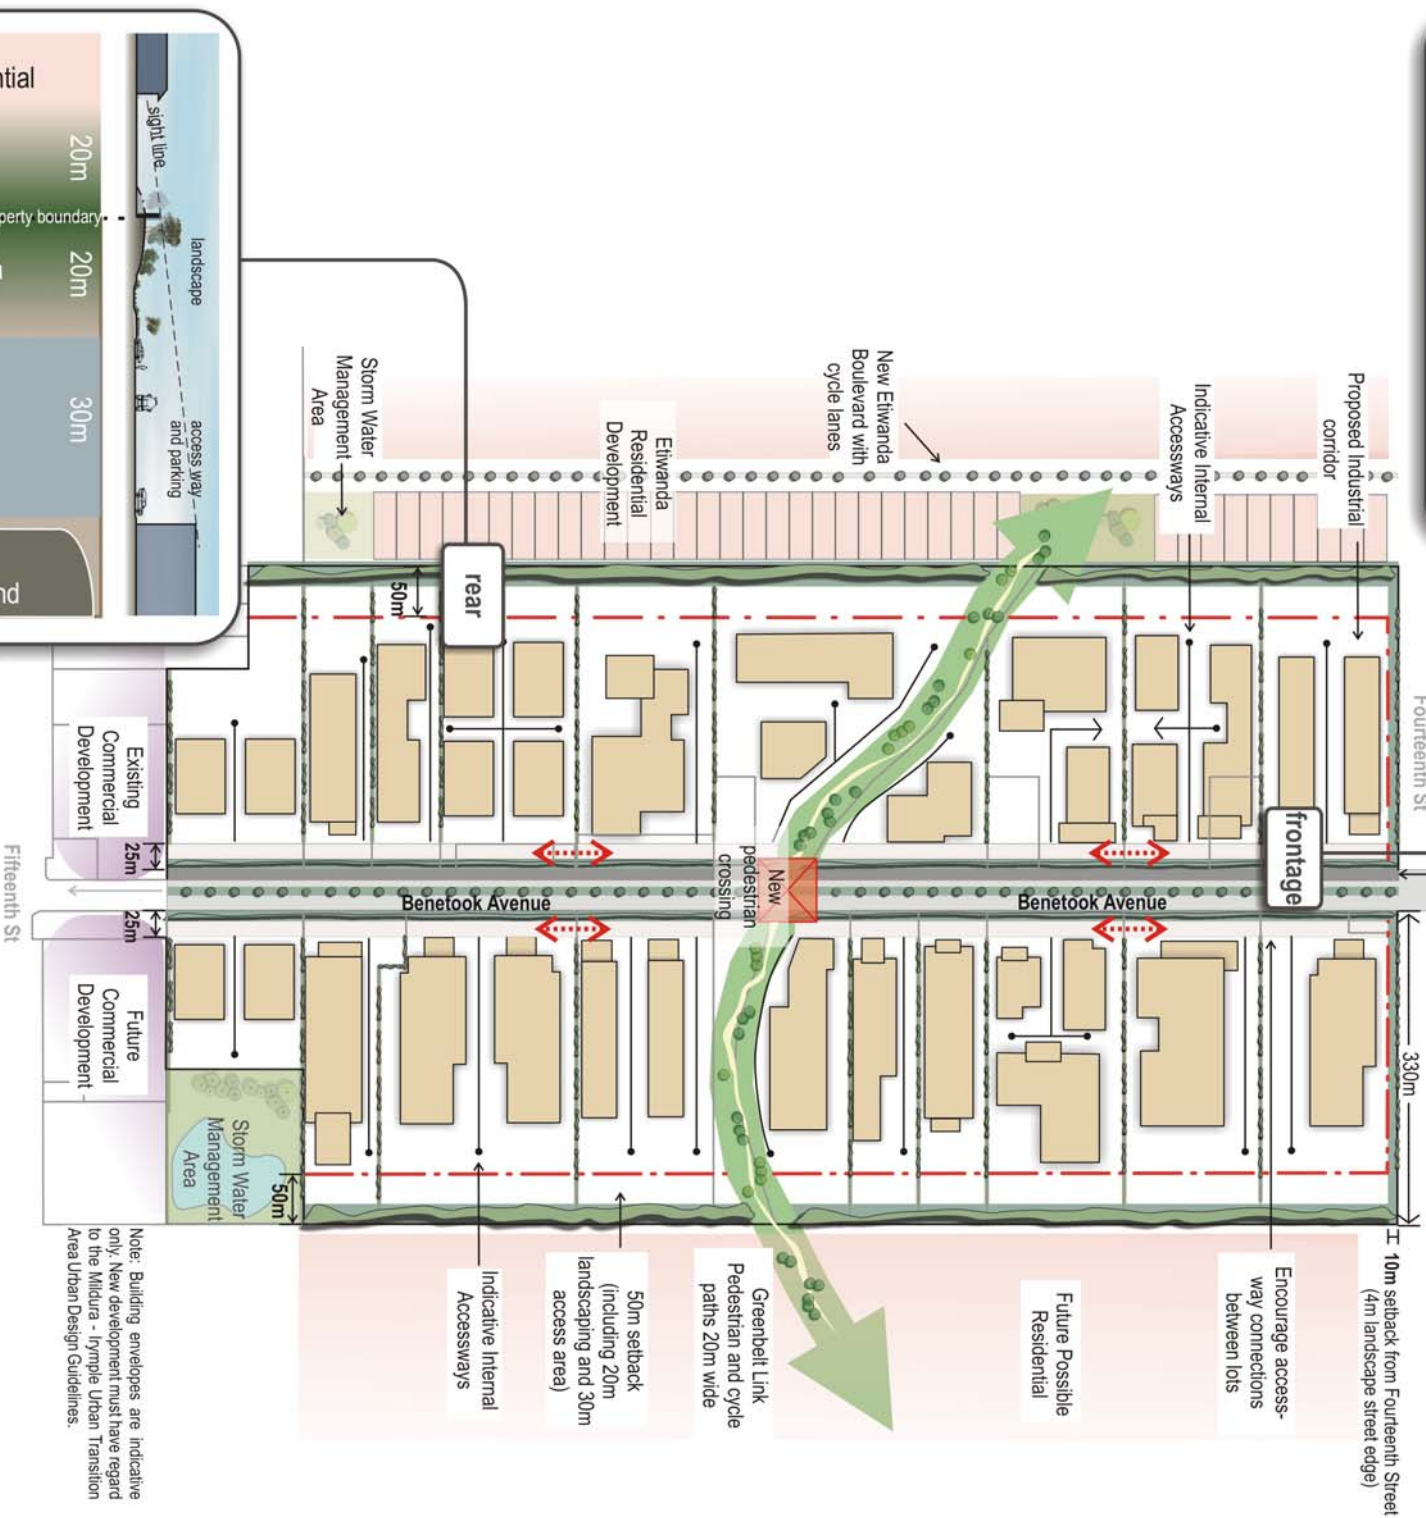 ntial
20m
perty boundary
20m
30m
nd
sight line
landscape
access way
and parking
rear
Storm Water
Management
Area
Etiwanda
Residential
Development
New Etiwanda
Boulevard with
cycle lanes
Indicative Internal
Accessways
Proposed Industrial
corridor
50m
Fourteenth St
frontage
Existing
Commercial
Development
25m
Fifteenth St
25m
Benetook Avenue
New
pedestrian
crossing
Benetook Avenue
Future
Commercial
Development
Storm Water
Management
Area
50m
330m
10m setback from Fourteenth Street
(4m landscape street edge)
Encourage access-
way connections
between lots
Future Possible
Residential
Greenbelt Link
Pedestrian and cycle
paths 20m wide
50m setback
(including 20m
landscaping and 30m
access area)
Indicative Internal
Accessways
Note: Building envelopes are indicative
only. New development must have regard
to the Mildura - Irymple Urban Transition
Area Urban Design Guidelines.